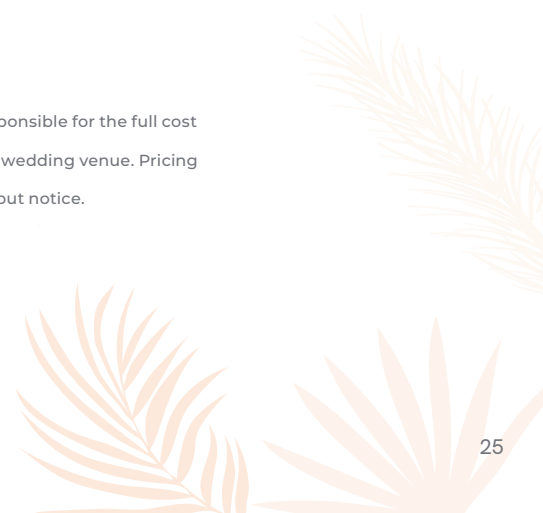 ponsible for the full cost
wedding venue. Pricing
out notice.
25